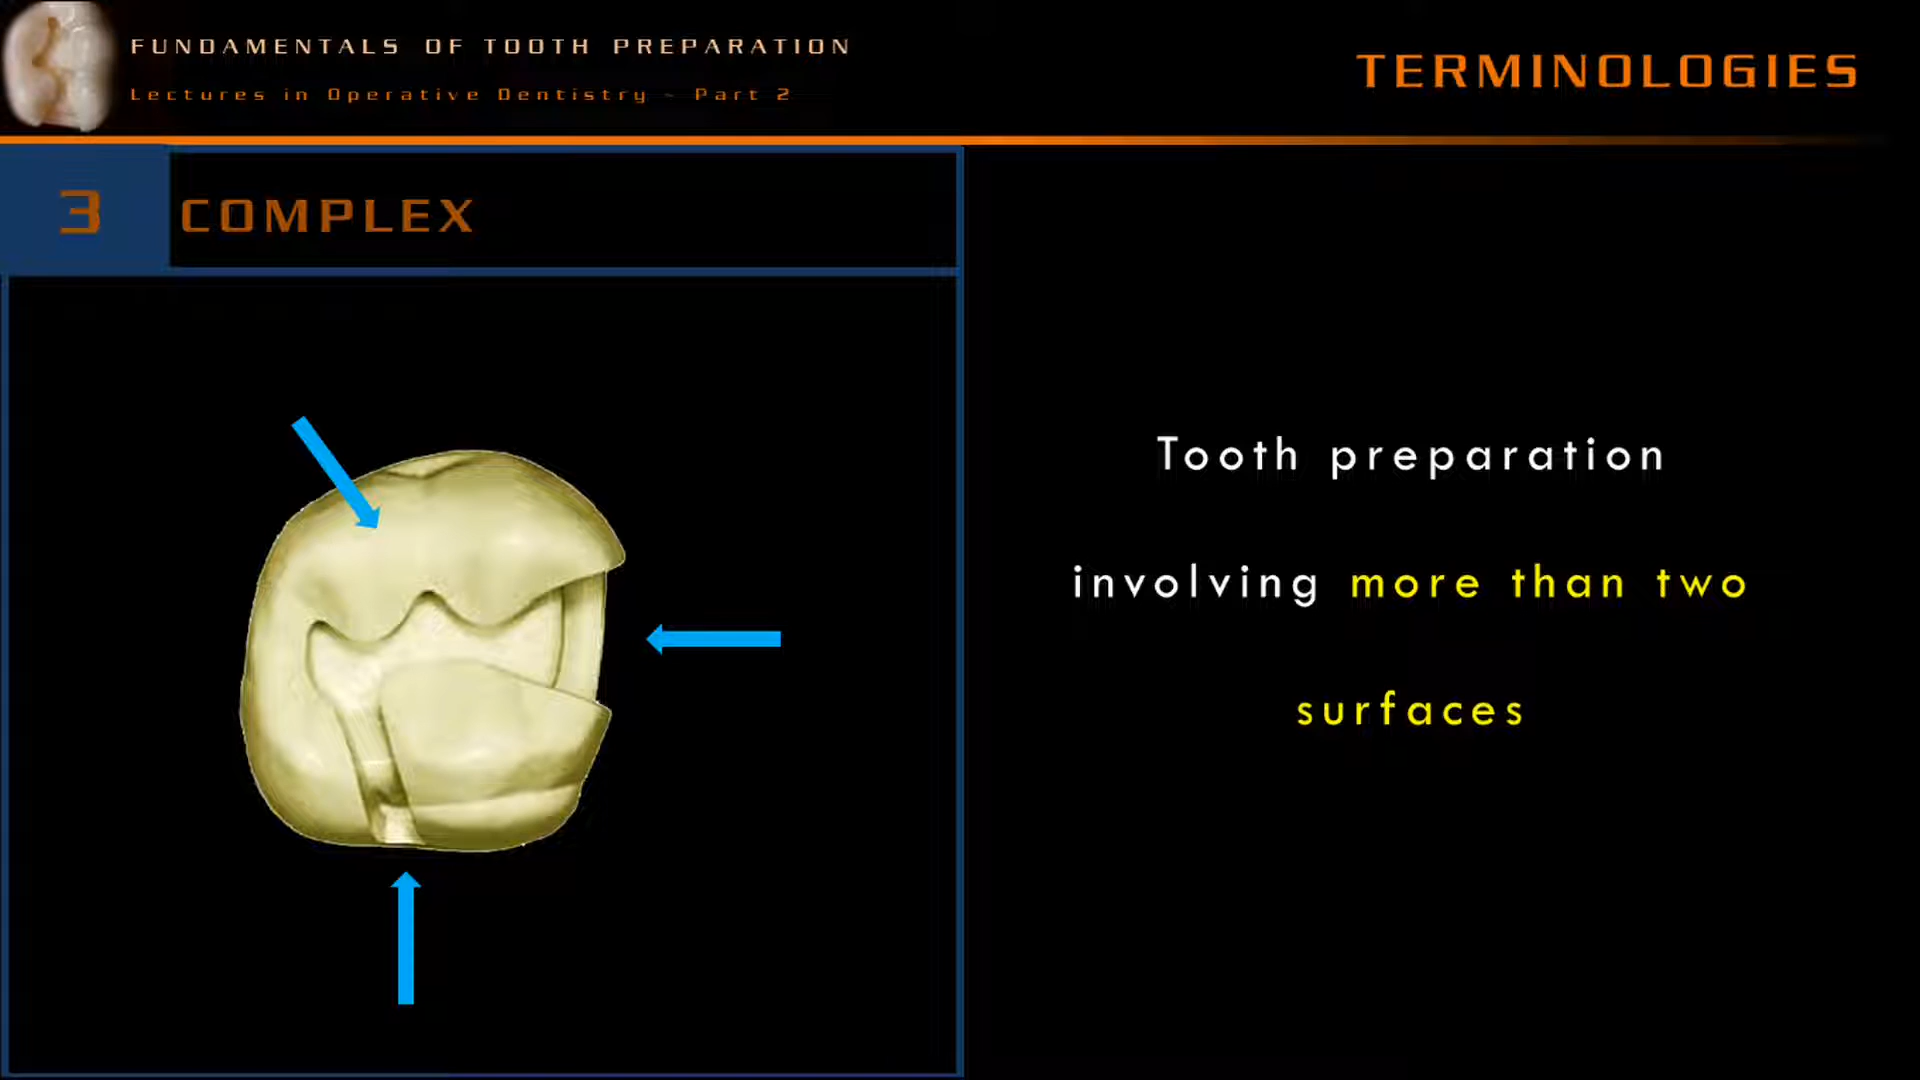 FUNDAMENTALS OF TOOTH PREPARATION
Lectures in Operative Dentistry - Part 2
TERMINOLOGIES
3 COMPLEX
Tooth preparation
involving more than two
surfaces